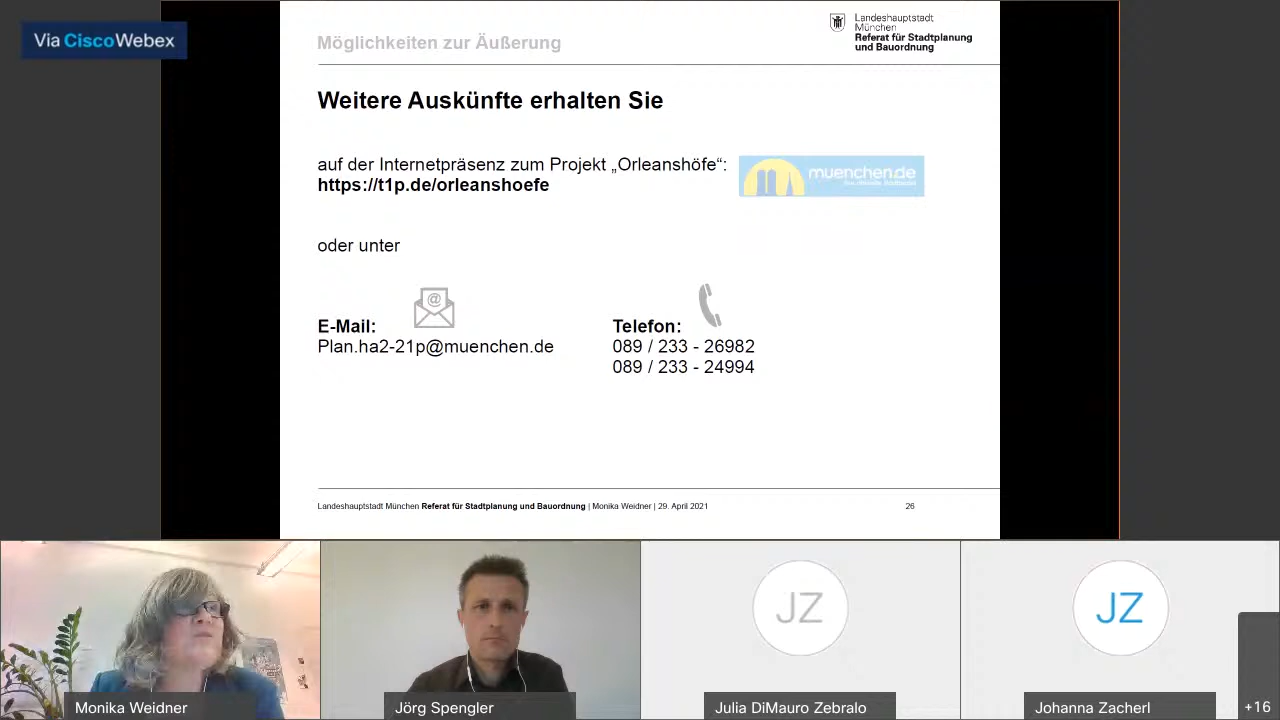 Via Cisco Webex
Möglichkeiten zur Äußerung
Landeshauptstadt
München
Referat für Stadtplanung
und Bauordnung
Weitere Auskünfte erhalten Sie
auf der Internetpräsenz zum Projekt „Orleanshöfe“:
https://t1p.de/orleanshoefe
muenchen.de
oder unter
@
E-Mail:
Plan.ha2-21p@muenchen.de
Telefon:
089 / 233 - 26982
089 / 233 - 24994
Landeshauptstadt München Referat für Stadtplanung und Bauordnung | Monika Weidner | 29. April 2021
26
JZ
JZ
Monika Weidner
Jörg Spengler
Julia DiMauro Zebralo
Johanna Zacherl
+16